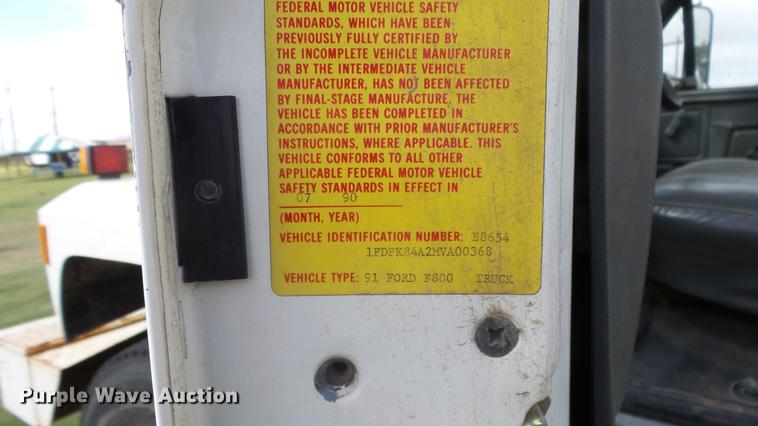 FEDERAL MOTOR VEHICLE SAFETY
STANDARDS, WHICH HAVE BEEN
PREVIOUSLY FULLY CERTIFIED BY
THE INCOMPLETE VEHICLE MANUFACTURER
OR BY THE INTERMEDIATE VEHICLE
MANUFACTURER, HAS NOT BEEN AFFECTED
BY FINAL-STAGE MANUFACTURE. THE
VEHICLE HAS BEEN COMPLETED IN
ACCORDANCE WITH PRIOR MANUFACTURER'S
INSTRUCTIONS, WHERE APPLICABLE. THIS
VEHICLE CONFORMS TO ALL OTHER
APPLICABLE FEDERAL MOTOR VEHICLE
SAFETY STANDARDS IN EFFECT IN
07 90
(MONTH, YEAR)
VEHICLE IDENTIFICATION NUMBER: E8654
1FDPK84A2MVA00368
VEHICLE TYPE: 91 FORD F800 TRUCK
Purple Wave Auction